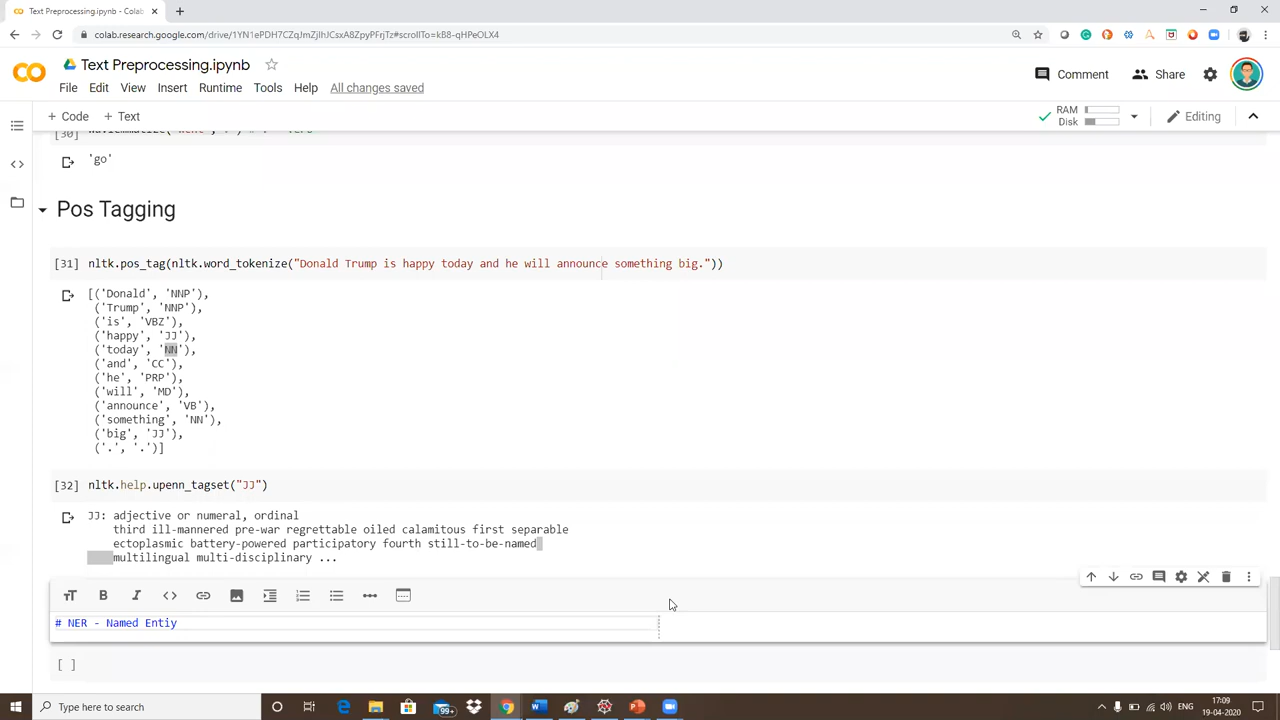 Text Preprocessing.ipynb - Colab
colab.research.google.com/drive/1YN1ePDH7CZqJmZjlhJCsxA8ZpyPFrjTz#scrollTo=kB8-qHPeOLX4
Text Preprocessing.ipynb
Comment
Share
File Edit View Insert Runtime Tools Help All changes saved
+ Code + Text
RAM
Disk
Editing
[30]
'go'
Pos Tagging
[31] nltk.pos_tag(nltk.word_tokenize("Donald Trump is happy today and he will announce something big."))
[('Donald', 'NNP'),
('Trump', 'NNP'),
('is', 'VBZ'),
('happy', 'JJ'),
('today', 'NN'),
('and', 'CC'),
('he', 'PRP'),
('will', 'MD'),
('announce', 'VB'),
('something', 'NN'),
('big', 'JJ'),
('.', '.')]
[32] nltk.help.upenn_tagset("JJ")
JJ: adjective or numeral, ordinal
third ill-mannered pre-war regrettable oiled calamitous first separable
ectoplasmic battery-powered participatory fourth still-to-be-named
multilingual multi-disciplinary ...
# NER - Named Entiy
[ ]
Type here to search
99+
ENG
17:09
19-04-2020